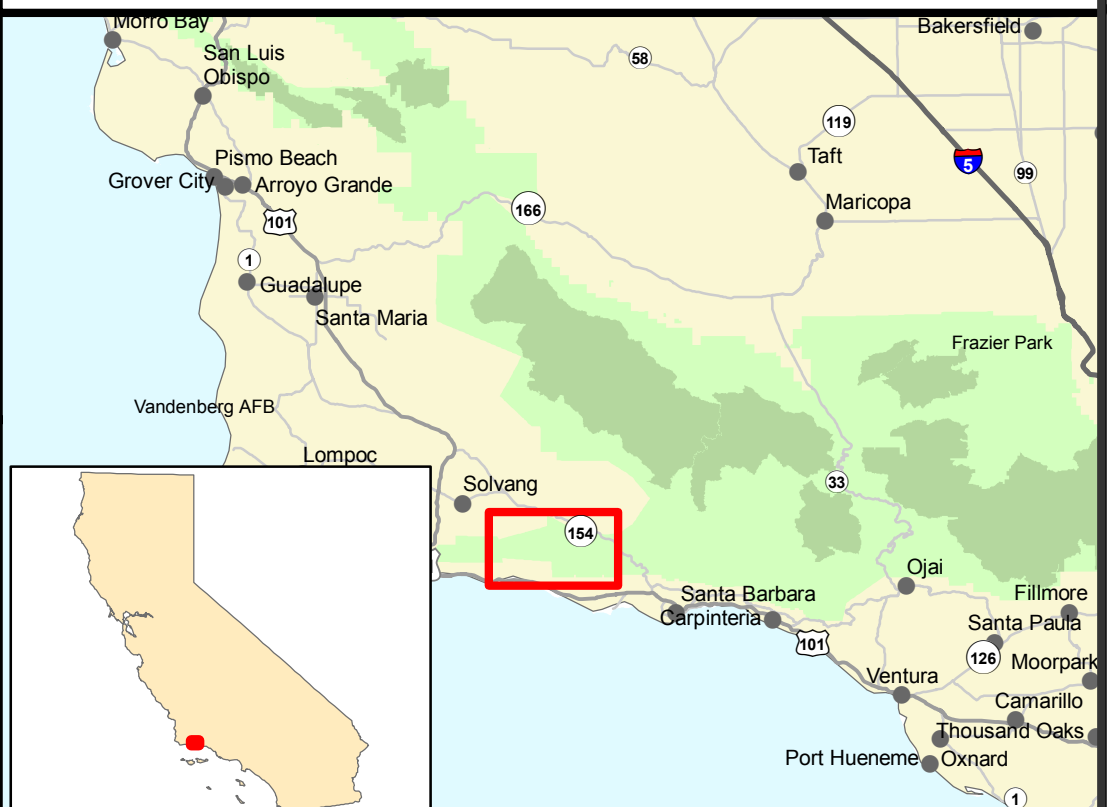 Morro Bay
Bakersfield
San Luis
Obispo
58
119
Taft
5
99
Pismo Beach
Grover City
Arroyo Grande
166
Maricopa
101
1
Guadalupe
Santa Maria
Frazier Park
Vandenberg AFB
Lompoc
Solvang
33
154
Ojai
Santa Barbara
Fillmore
Carpinteria
Santa Paula
101
126
Moorpark
Ventura
Camarillo
Thousand Oaks
Port Hueneme
Oxnard
1